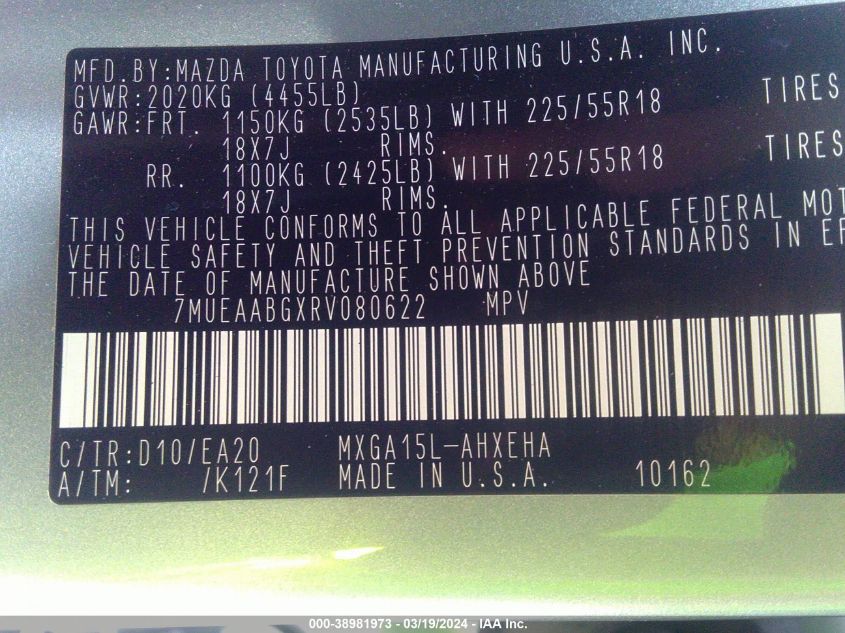 MFD.BY:MAZDA TOYOTA MANUFACTURING U.S.A. INC.
GVWR:2020KG (4455LB)
GAWR:FRT. 1150KG (2535LB) WITH 225/55R18 TIRES
18X7J RIMS.
RR. 1100KG (2425LB) WITH 225/55R18 TIRES
18X7J RIMS.
THIS VEHICLE CONFORMS TO ALL APPLICABLE FEDERAL MOT
VEHICLE SAFETY AND THEFT PREVENTION STANDARDS IN EF
THE DATE OF MANUFACTURE SHOWN ABOVE
7MUEAABGXRV080622 MPV
C/TR:D10/EA20 MXGA15L-AHXEHA
A/TM: /K121F MADE IN U.S.A. 10162
000-38981973 - 03/19/2024 - IAA Inc.